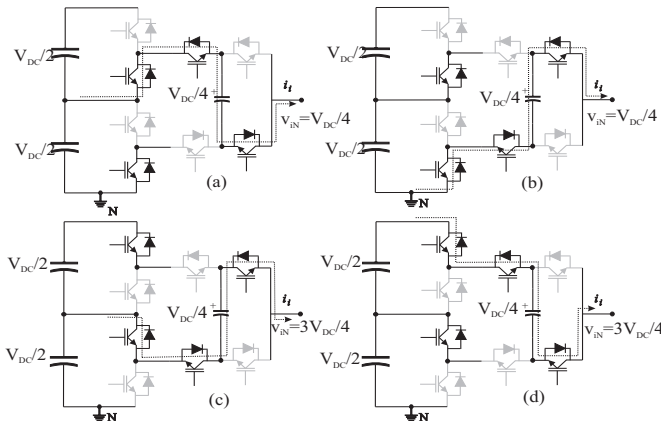 V_DC/2
V_DC/4
+
i_i
v_iN=V_DC/4
V_DC/2
N
(a)
V_DC/2
V_DC/4
+
i_i
v_iN=V_DC/4
V_DC/2
N
(b)
V_DC/2
V_DC/4
+
i_i
v_iN=3V_DC/4
V_DC/2
N
(c)
V_DC/2
V_DC/4
+
i_i
v_iN=3V_DC/4
V_DC/2
N
(d)